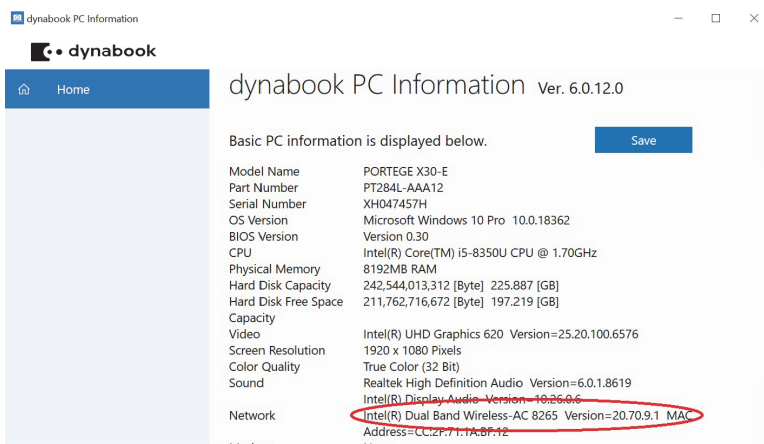 dynabook PC Information
dynabook
Home
dynabook PC Information Ver. 6.0.12.0
Basic PC information is displayed below.
Save
Model Name PORTEGE X30-E
Part Number PT284L-AAA12
Serial Number XH047457H
OS Version Microsoft Windows 10 Pro 10.0.18362
BIOS Version Version 0.30
CPU Intel(R) Core(TM) i5-8350U CPU @ 1.70GHz
Physical Memory 8192MB RAM
Hard Disk Capacity 242,544,013,312 [Byte] 225.887 [GB]
Hard Disk Free Space 211,762,716,672 [Byte] 197.219 [GB]
Capacity
Video Intel(R) UHD Graphics 620 Version=25.20.100.6576
Screen Resolution 1920 x 1080 Pixels
Color Quality True Color (32 Bit)
Sound Realtek High Definition Audio Version=6.0.1.8619
Intel(R) Display Audio Version=10.26.0.6
Network Intel(R) Dual Band Wireless-AC 8265 Version=20.70.9.1 MAC
Address=CC:2F:71:1A:BF:12